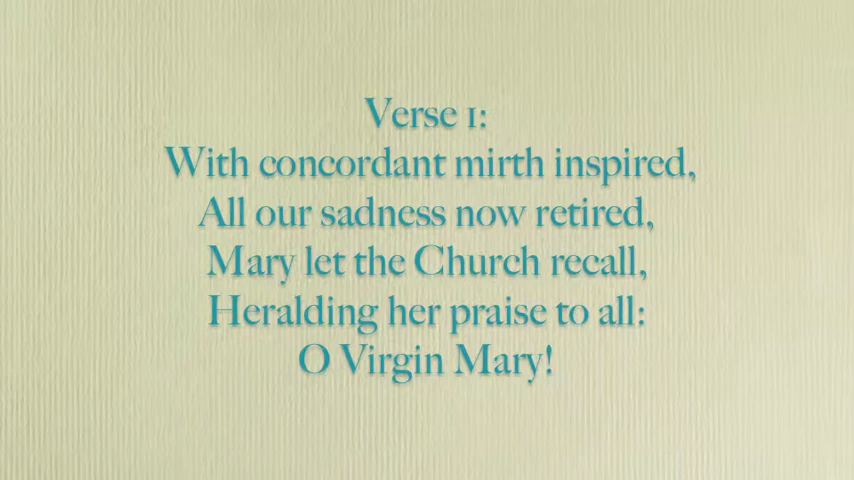 Verse 1:
With concordant mirth inspired,
All our sadness now retired,
Mary let the Church recall,
Heralding her praise to all:
O Virgin Mary!